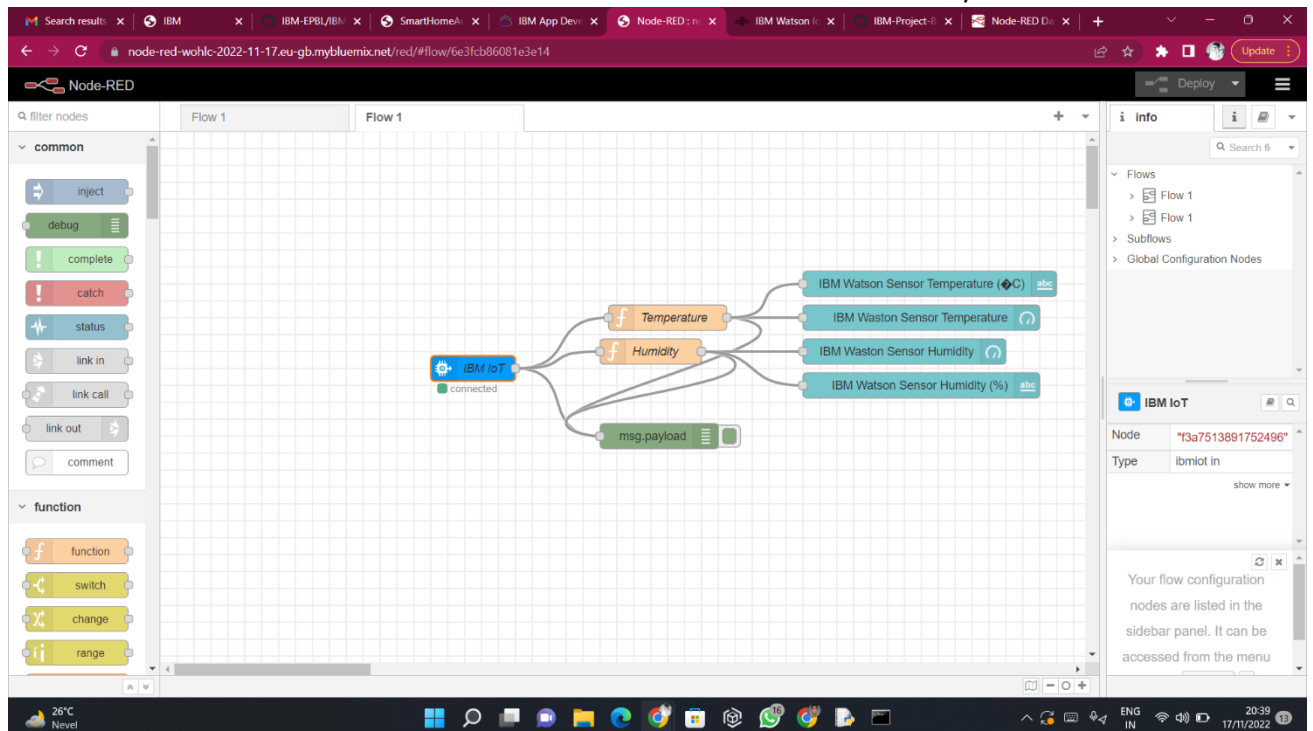 Search results
IBM
IBM-EPBL/IBM
SmartHomeAu
IBM App Deve
Node-RED : n
IBM Watson Io
IBM-Project-8
Node-RED Da
node-red-wohlc-2022-11-17.eu-gb.mybluemix.net/red/#flow/6e3fcb86081e3e14
Update
Node-RED
Deploy
filter nodes
Flow 1
Flow 1
info
i
common
Search fl
inject
debug
complete
catch
status
link in
link call
link out
comment
function
function
switch
change
range
IBM IoT
connected
Temperature
Humidity
msg.payload
IBM Watson Sensor Temperature (�C)
abc
IBM Waston Sensor Temperature
IBM Waston Sensor Humidity
IBM Watson Sensor Humidity (%)
abc
Flows
Flow 1
Flow 1
Subflows
Global Configuration Nodes
IBM IoT
Node "f3a7513891752496"
Type ibmiot in
show more
Your flow configuration
nodes are listed in the
sidebar panel. It can be
accessed from the menu
26°C
Nevel
16
ENG
IN
20:39
17/11/2022
13